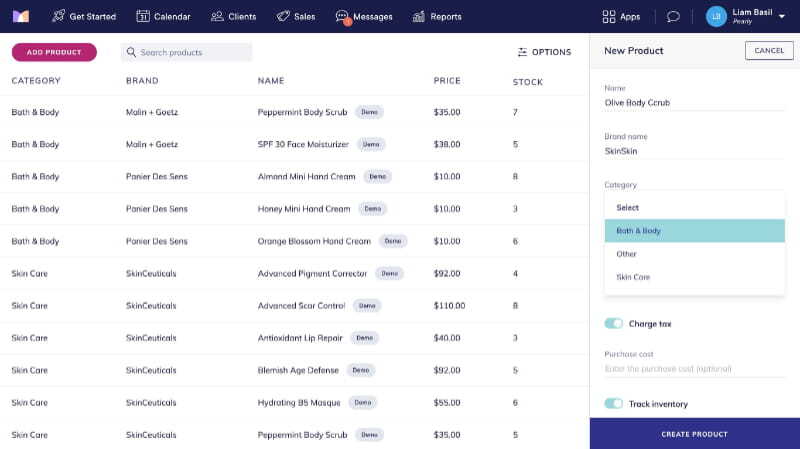 Get Started Calendar Clients Sales Messages Reports Apps LB Liam Basil
Pearly
ADD PRODUCT Search products OPTIONS
CATEGORY BRAND NAME PRICE STOCK
Bath & Body Malin + Goetz Peppermint Body Scrub Demo $35.00 7
Bath & Body Malin + Goetz SPF 30 Face Moisturizer Demo $38.00 5
Bath & Body Panier Des Sens Almond Mini Hand Cream Demo $10.00 8
Bath & Body Panier Des Sens Honey Mini Hand Cream Demo $10.00 3
Bath & Body Panier Des Sens Orange Blossom Hand Cream Demo $10.00 6
Skin Care SkinCeuticals Advanced Pigment Corrector Demo $92.00 4
Skin Care SkinCeuticals Advanced Scar Control Demo $110.00 8
Skin Care SkinCeuticals Antioxidant Lip Repair Demo $40.00 3
Skin Care SkinCeuticals Blemish Age Defense Demo $92.00 5
Skin Care SkinCeuticals Hydrating B5 Masque Demo $55.00 6
Skin Care SkinCeuticals Peppermint Body Scrub Demo $35.00 5
New Product CANCEL
Name
Olive Body Ccrub
Brand name
SkinSkin
Category
Select
Bath & Body
Other
Skin Care
Charge tax
Purchase cost
Enter the purchase cost (optional)
Track inventory
CREATE PRODUCT